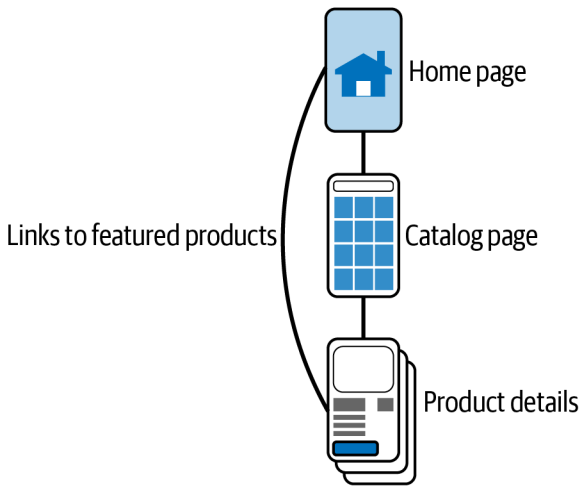 Home page
Links to featured products
Catalog page
Product details